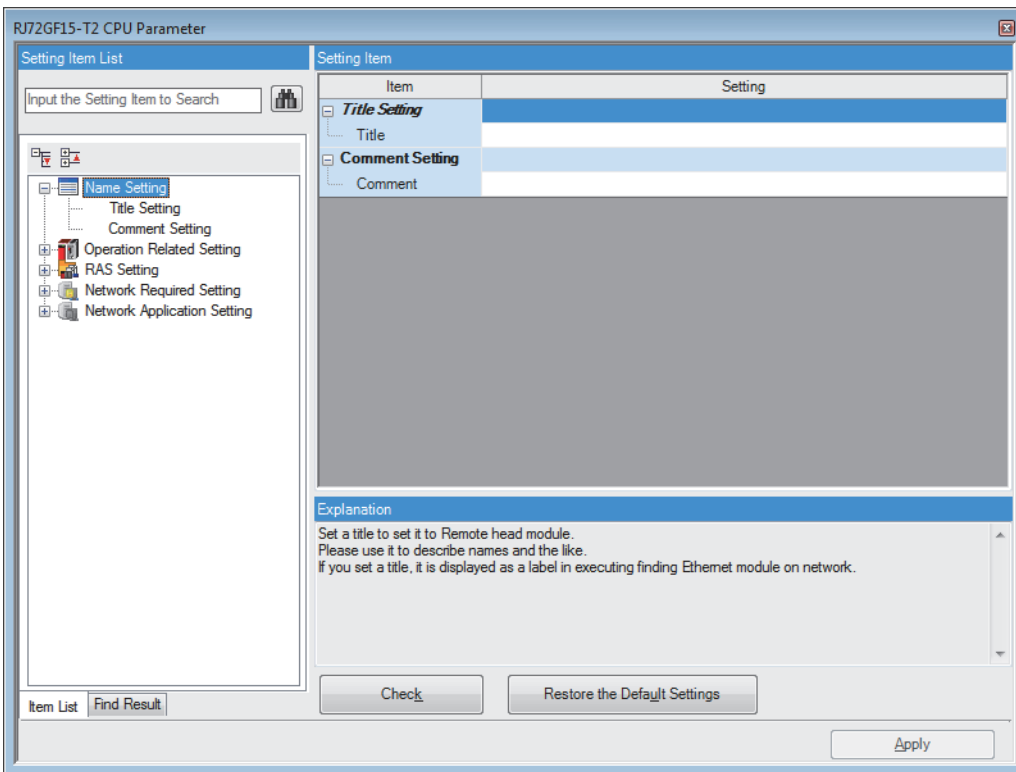 RJ72GF15-T2 CPU Parameter
Setting Item List
Input the Setting Item to Search
Name Setting
Title Setting
Comment Setting
Operation Related Setting
RAS Setting
Network Required Setting
Network Application Setting
Item List Find Result
Setting Item
Item Setting
Title Setting
Title
Comment Setting
Comment
Explanation
Set a title to set it to Remote head module.
Please use it to describe names and the like.
If you set a title, it is displayed as a label in executing finding Ethernet module on network.
Check Restore the Default Settings
Apply